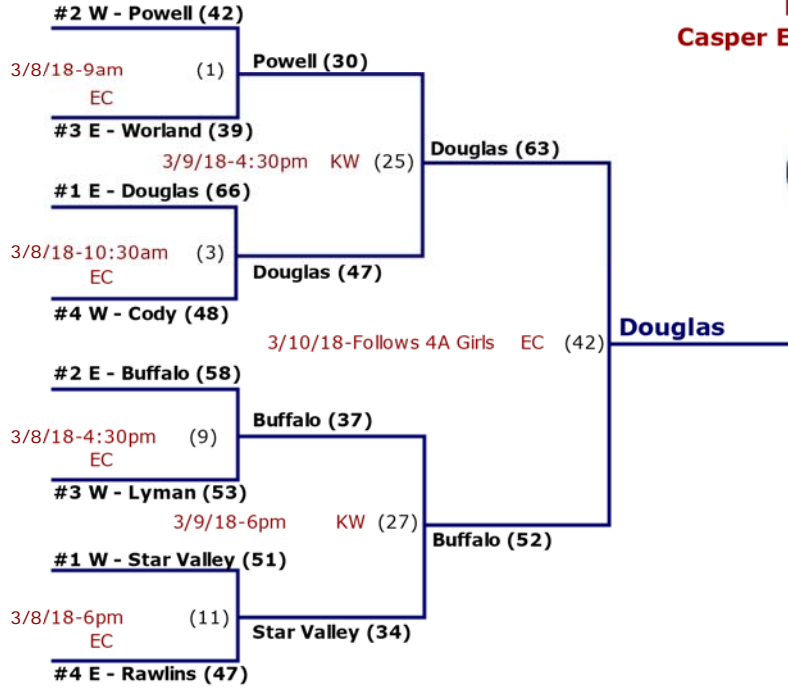 #2 W - Powell (42)
Casper E
3/8/18-9am (1)
EC
Powell (30)
#3 E - Worland (39)
3/9/18-4:30pm KW (25)
Douglas (63)
#1 E - Douglas (66)
3/8/18-10:30am (3)
EC
Douglas (47)
#4 W - Cody (48)
3/10/18-Follows 4A Girls EC (42)
Douglas
#2 E - Buffalo (58)
3/8/18-4:30pm (9)
EC
Buffalo (37)
#3 W - Lyman (53)
3/9/18-6pm KW (27)
Buffalo (52)
#1 W - Star Valley (51)
3/8/18-6pm (11)
EC
Star Valley (34)
#4 E - Rawlins (47)